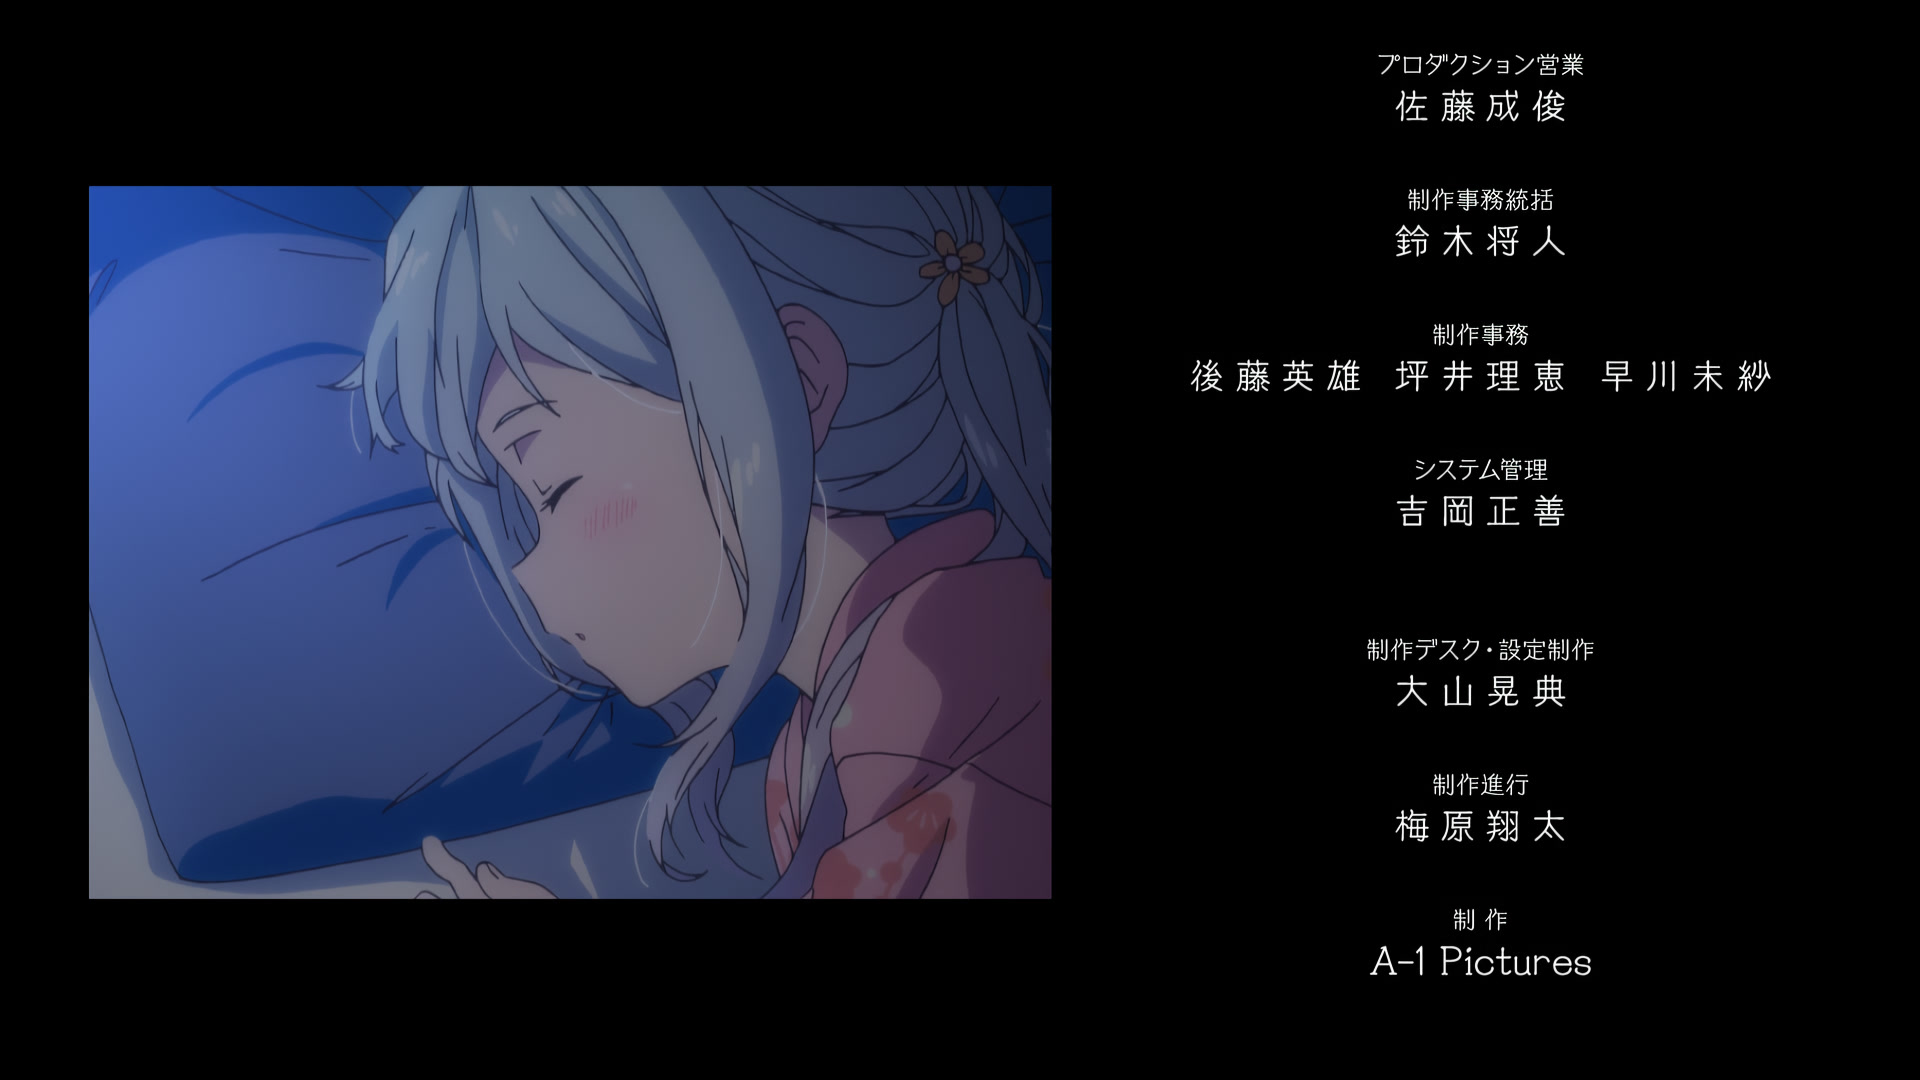 プロダクション営業
佐藤成俊
制作事務統括
鈴木将人
制作事務
後藤英雄 坪井理恵 早川未紗
システム管理
吉岡正善
制作デスク・設定制作
大山晃典
制作進行
梅原翔太
制作
A-1 Pictures